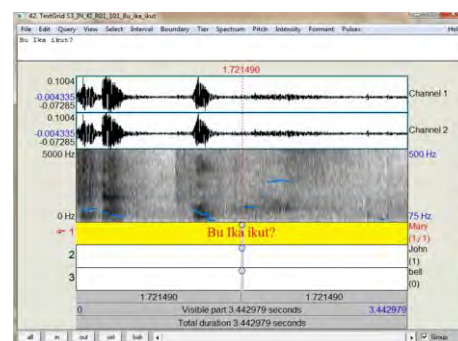 42. TextGrid S3_IN_KI_R01_101_Bu_ika_ikut
File Edit Query View Select Interval Boundary Tier Spectrum Pitch Intensity Formant Pulses Hel
Bu Ika ikut?
1.721490
0.1004
-0.004335
-0.07285
Channel 1
0.1004
-0.004335
-0.07285
Channel 2
5000 Hz
500 Hz
0 Hz
75 Hz
1
Bu Ika ikut?
Mary
(1/1)
2
John
(1)
3
bell
(0)
1.721490
1.721490
0
Visible part 3.442979 seconds
3.442979
Total duration 3.442979 seconds
all
in
out
sel
bak
Group